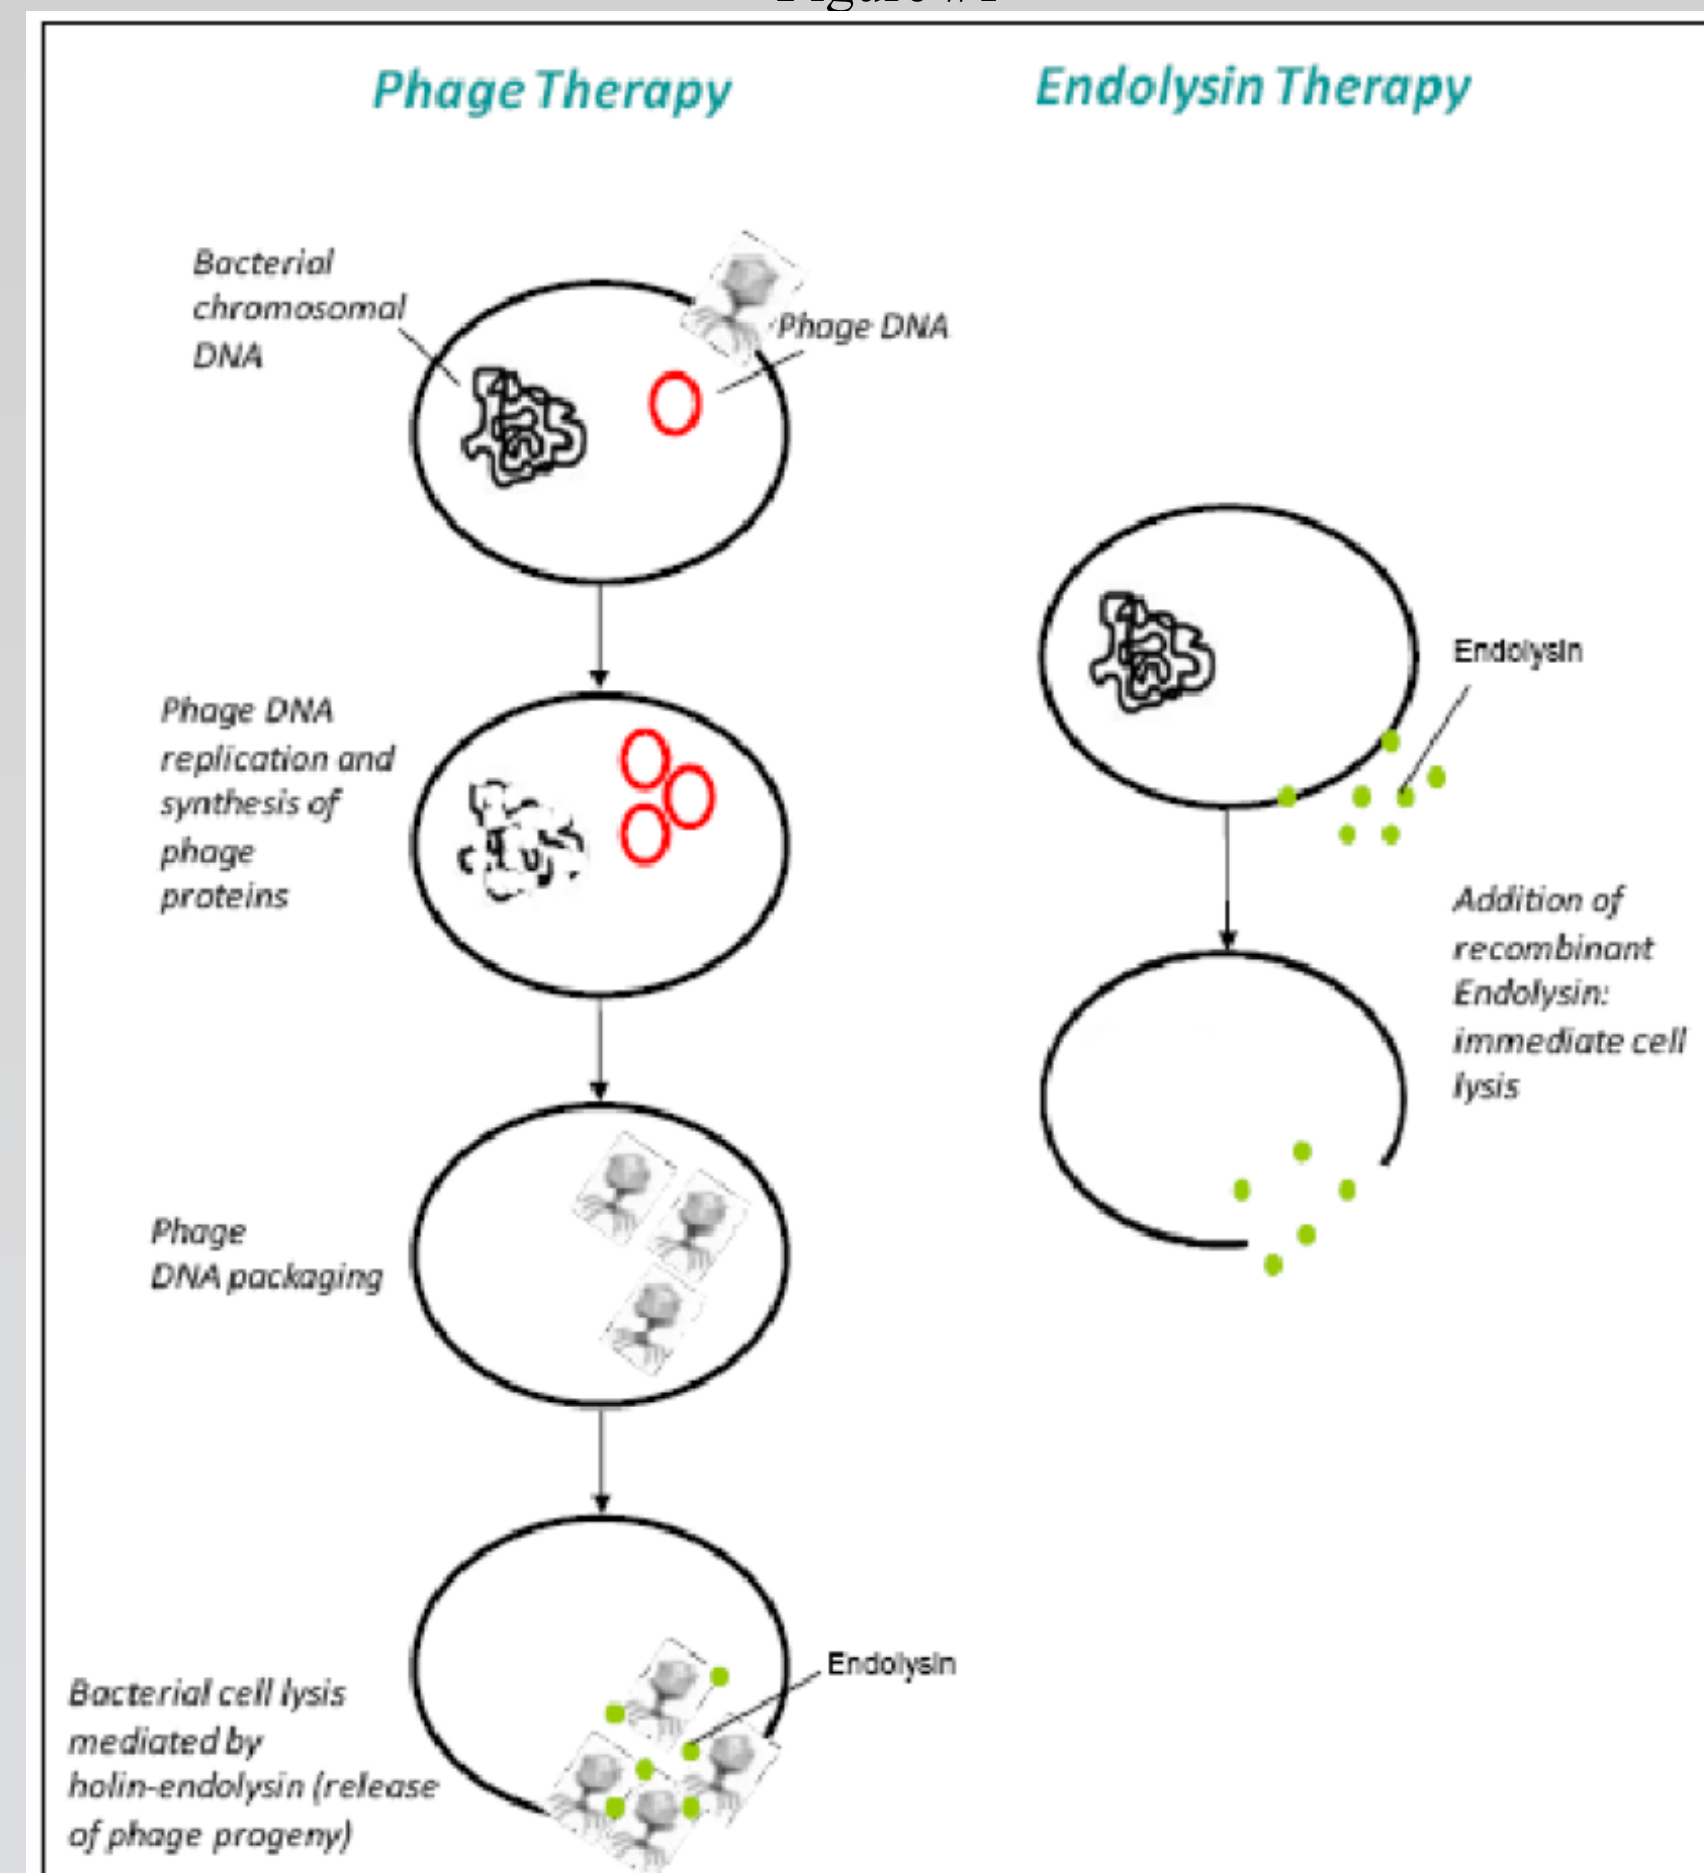 Phage Therapy
Endolysin Therapy
Bacterial
chromosomal
DNA
Phage DNA
Phage DNA
replication and
synthesis of
phage
proteins
Endolysin
Addition of
recombinant
Endolysin:
immediate cell
lysis
Phage
DNA packaging
Endolysin
Bacterial cell lysis
mediated by
holin-endolysin (release
of phage progeny)